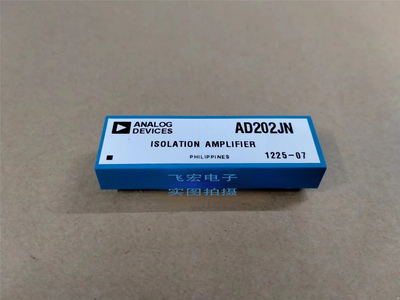 ANALOG
DEVICES
AD202JN
ISOLATION AMPLIFIER
PHILIPPINES
1225-07
飞宏电子
实图拍摄